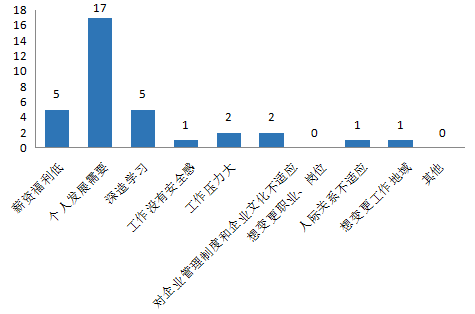 18
16
14
12
10
8
6
4
2
0
5
17
5
1
2
2
0
1
1
0
薪资福利低
个人发展需要
深造学习
工作没有安全感
工作压力大
对企业管理制度和企业文化不适应
想变更职业、岗位
人际关系不适应
想变更工作地域
其他